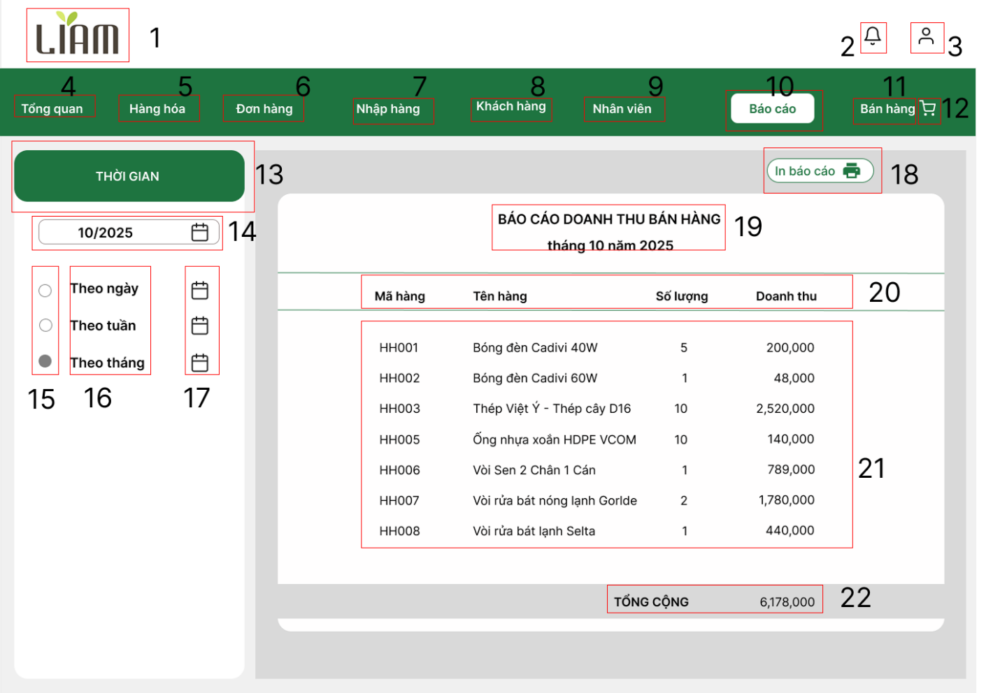 LIAM 1
2 3
4 5 6 7 8 9 10 11
Tổng quan Hàng hóa Đơn hàng Nhập hàng Khách hàng Nhân viên Báo cáo Bán hàng 12
THỜI GIAN 13
10/2025 14
Theo ngày
Theo tuần
Theo tháng
15 16 17
In báo cáo 18
BÁO CÁO DOANH THU BÁN HÀNG 19
tháng 10 năm 2025
Mã hàng Tên hàng Số lượng Doanh thu 20
HH001 Bóng đèn Cadivi 40W 5 200,000
HH002 Bóng đèn Cadivi 60W 1 48,000
HH003 Thép Việt Ý - Thép cây D16 10 2,520,000
HH005 Ống nhựa xoắn HDPE VCOM 10 140,000
HH006 Vòi Sen 2 Chân 1 Cán 1 789,000
21
HH007 Vòi rửa bát nóng lạnh Gorlde 2 1,780,000
HH008 Vòi rửa bát lạnh Selta 1 440,000
TỔNG CỘNG 6,178,000 22